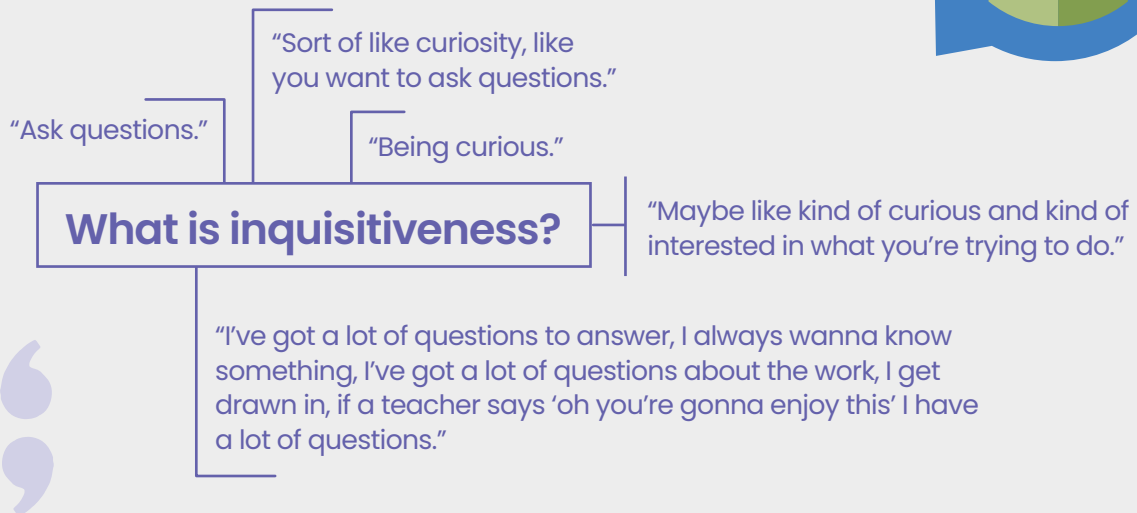 “Sort of like curiosity, like
you want to ask questions.”
“Ask questions.”
“Being curious.”
What is inquisitiveness?
“Maybe like kind of curious and kind of
interested in what you’re trying to do.”
“I’ve got a lot of questions to answer, I always wanna know
something, I’ve got a lot of questions about the work, I get
drawn in, if a teacher says ‘oh you’re gonna enjoy this’ I have
a lot of questions.”